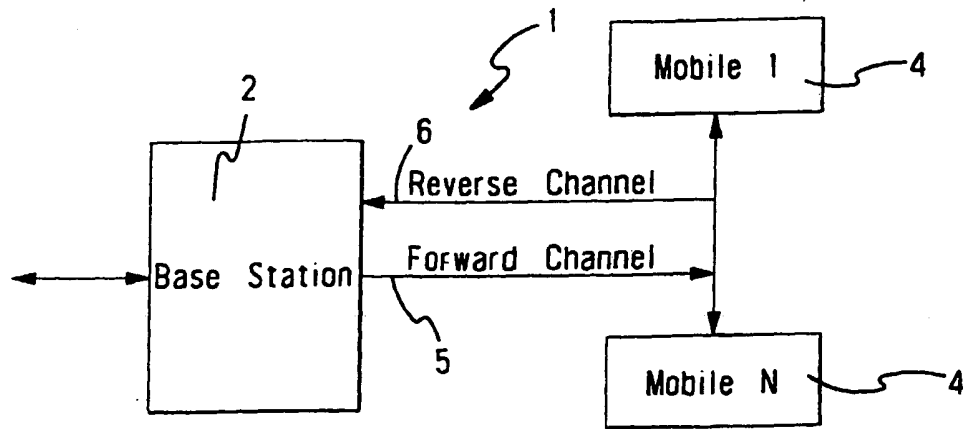 1
Mobile 1
4
2
6
Reverse Channel
Forward Channel
Base Station
5
Mobile N
4